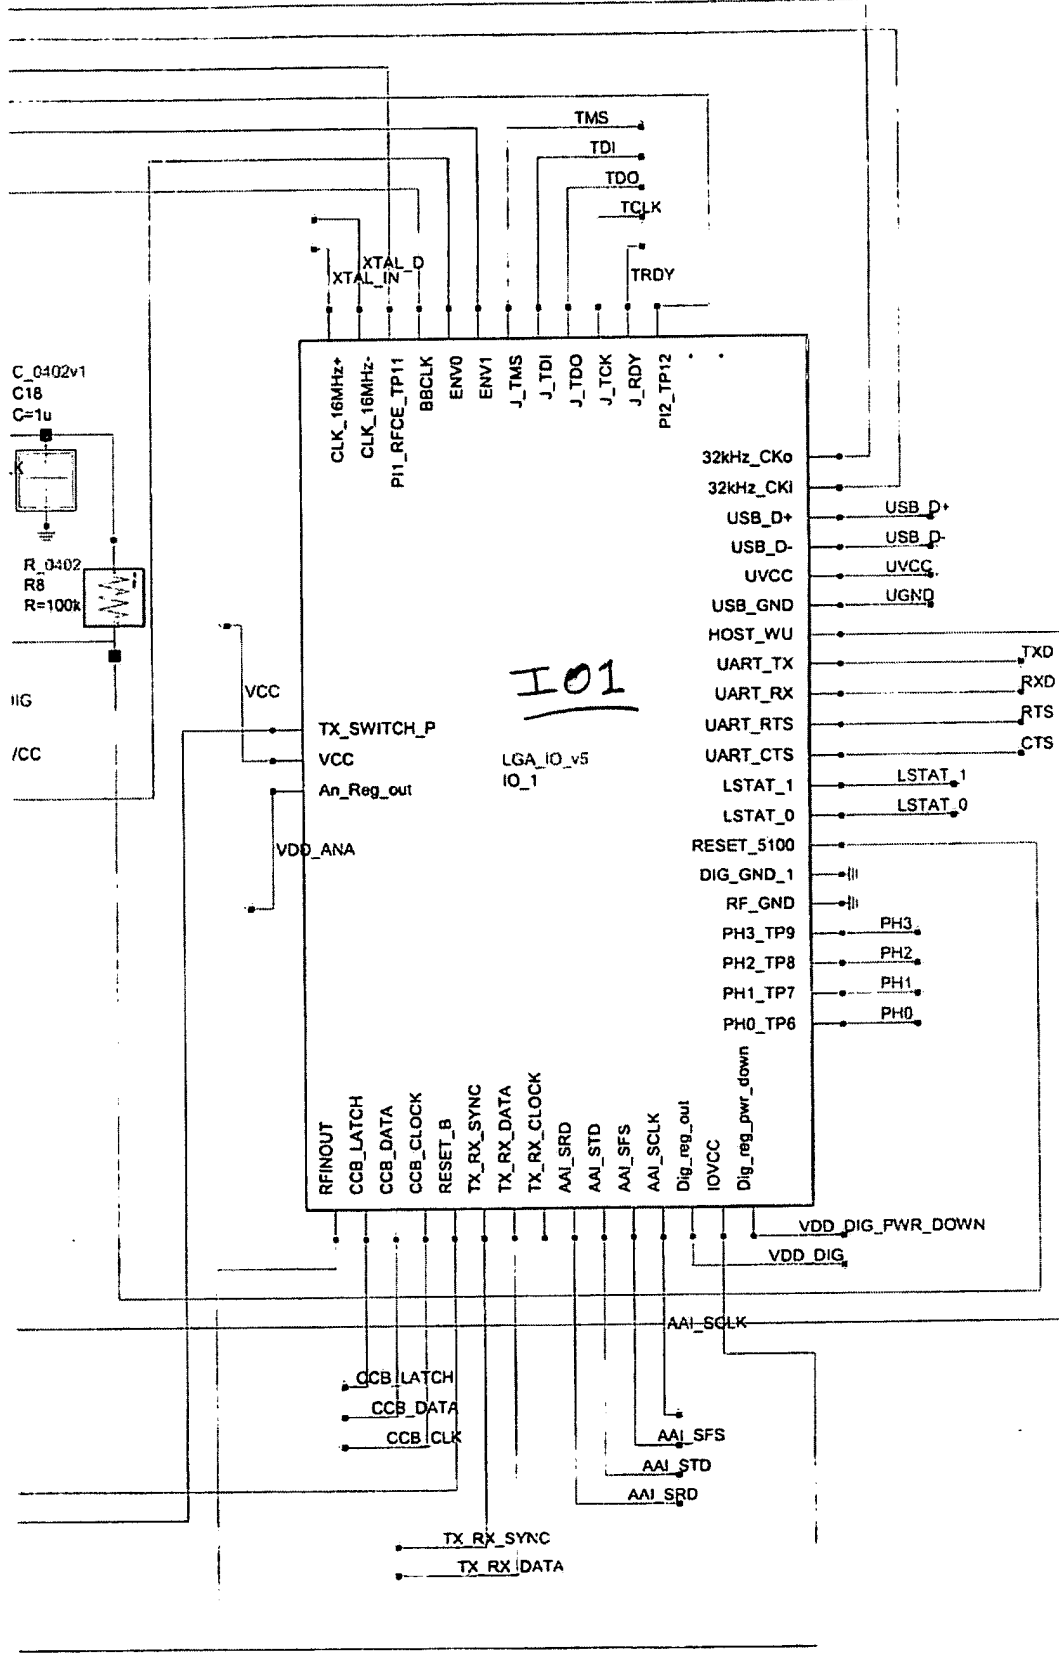 TMS
TDI
TDO
TCLK
XTAL_D
XTAL_IN
TRDY
CLK_16MHz+
CLK_16MHz-
PI1_RFCE_TP11
BBCLK
ENV0
ENV1
J_TMS
J_TDI
J_TDO
J_TCK
J_RDY
PI2_TP12
C_0402v1
C18
C=1u
K
R_0402
R8
R=100k
IIG
/CC
32kHz_CKo
32kHz_CKI
USB_D+
USB_D+
USB_D-
USB_D-
UVCC
UVCC
USB_GND
UGND
HOST_WU
UART_TX
TXD
UART_RX
RXD
UART_RTS
RTS
UART_CTS
CTS
LSTAT_1
LSTAT_1
LSTAT_0
LSTAT_0
RESET_5100
DIG_GND_1
RF_GND
PH3_TP9
PH3
PH2_TP8
PH2
PH1_TP7
PH1
PH0_TP6
PH0
IO1
LGA_IO_v5
IO_1
VCC
TX_SWITCH_P
VCC
An_Reg_out
VDD_ANA
RFINOUT
CCB_LATCH
CCB_DATA
CCB_CLOCK
RESET_B
TX_RX_SYNC
TX_RX_DATA
TX_RX_CLOCK
AAI_SRD
AAI_STD
AAI_SFS
AAI_SCLK
Dig_reg_out
IOVCC
Dig_reg_pwr_down
VDD_DIG_PWR_DOWN
VDD_DIG
AAI_SCLK
CCB_LATCH
CCB_DATA
CCB_CLK
AAI_SFS
AAI_STD
AAI_SRD
TX_RX_SYNC
TX_RX_DATA